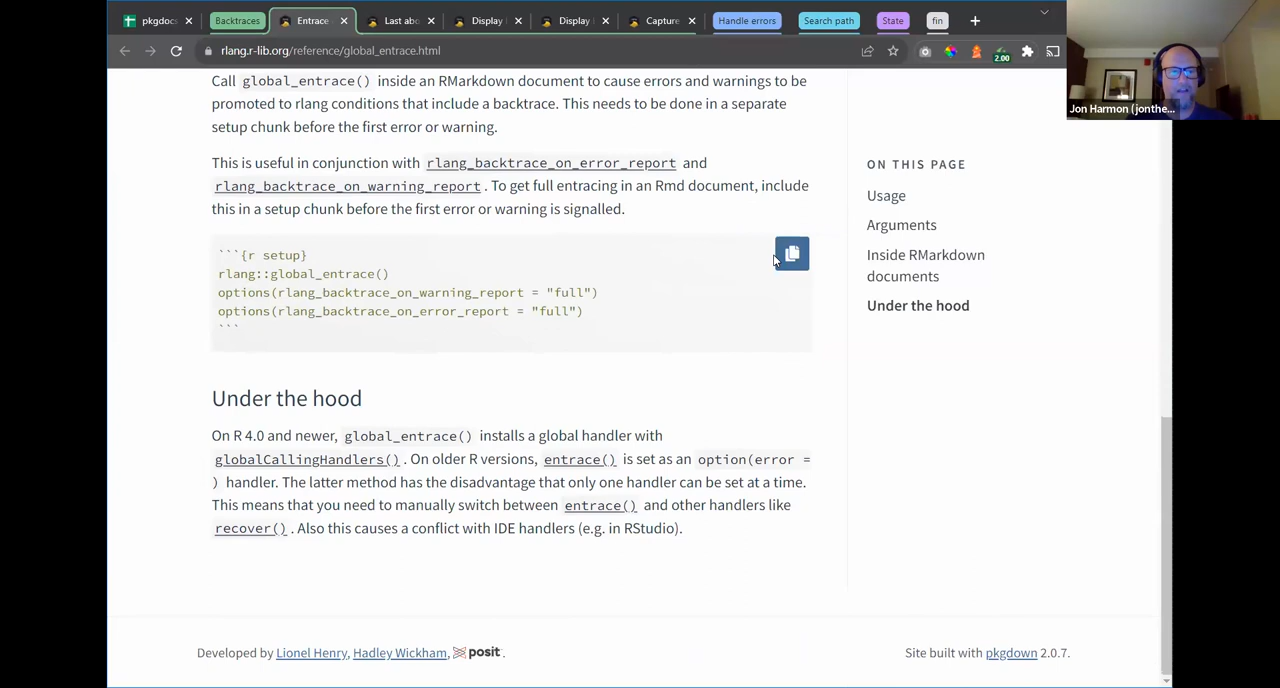 pkgdocs
Backtraces
Entrace
Last abo
Display
Display
Capture
Handle errors
Search path
State
fin
rlang.r-lib.org/reference/global_entrace.html
2.00
Jon Harmon (jonthe...
Call global_entrace() inside an RMarkdown document to cause errors and warnings to be
promoted to rlang conditions that include a backtrace. This needs to be done in a separate
setup chunk before the first error or warning.
This is useful in conjunction with rlang_backtrace_on_error_report and
rlang_backtrace_on_warning_report . To get full entracing in an Rmd document, include
this in a setup chunk before the first error or warning is signalled.
```{r setup}
rlang::global_entrace()
options(rlang_backtrace_on_warning_report = "full")
options(rlang_backtrace_on_error_report = "full")
```
Under the hood
On R 4.0 and newer, global_entrace() installs a global handler with
globalCallingHandlers() . On older R versions, entrace() is set as an option(error =
) handler. The latter method has the disadvantage that only one handler can be set at a time.
This means that you need to manually switch between entrace() and other handlers like
recover() . Also this causes a conflict with IDE handlers (e.g. in RStudio).
ON THIS PAGE
Usage
Arguments
Inside RMarkdown
documents
Under the hood
Developed by Lionel Henry, Hadley Wickham, posit .
Site built with pkgdown 2.0.7.